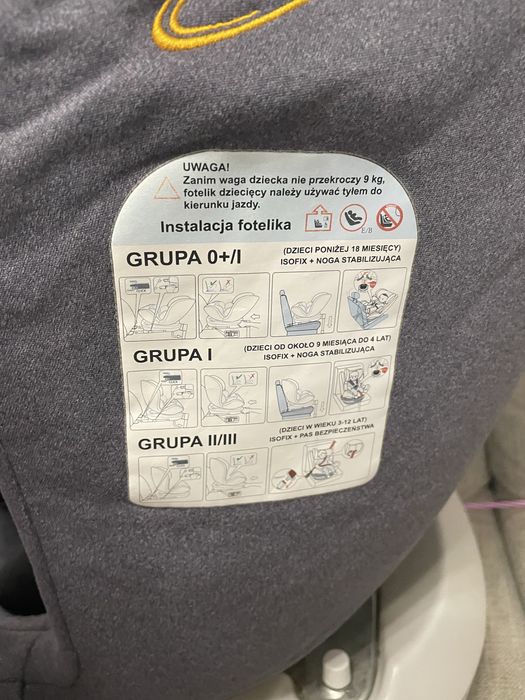 UWAGA!
Zanim waga dziecka nie przekroczy 9 kg,
fotelik dziecięcy należy używać tyłem do
kierunku jazdy.
Instalacja fotelika
E/B
GRUPA 0+/I
(DZIECI PONIŻEJ 18 MIESIĘCY)
ISOFIX + NOGA STABILIZUJĄCA
CLICK
GRUPA I
(DZIECI OD OKOŁO 9 MIESIĄCA DO 4 LAT)
ISOFIX + NOGA STABILIZUJĄCA
CLICK
GRUPA II/III
(DZIECI W WIEKU 3-12 LAT)
ISOFIX + PAS BEZPIECZEŃSTWA